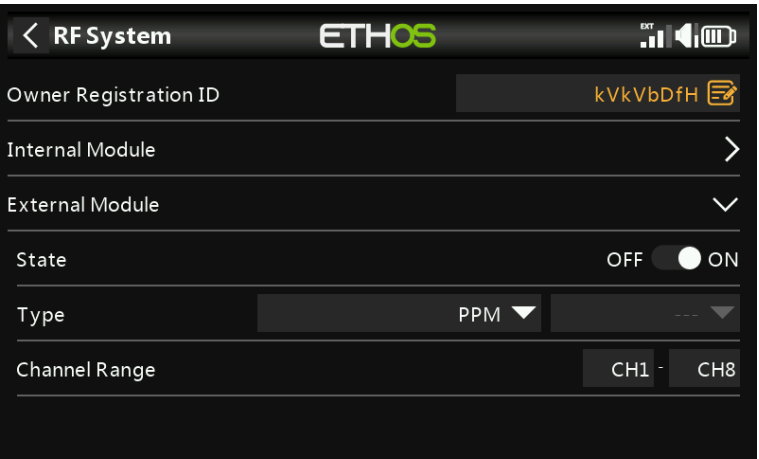 RF System ETHOS EXT
Owner Registration ID kVkVbDfH
Internal Module
External Module
State OFF ON
Type PPM ---
Channel Range CH1 - CH8